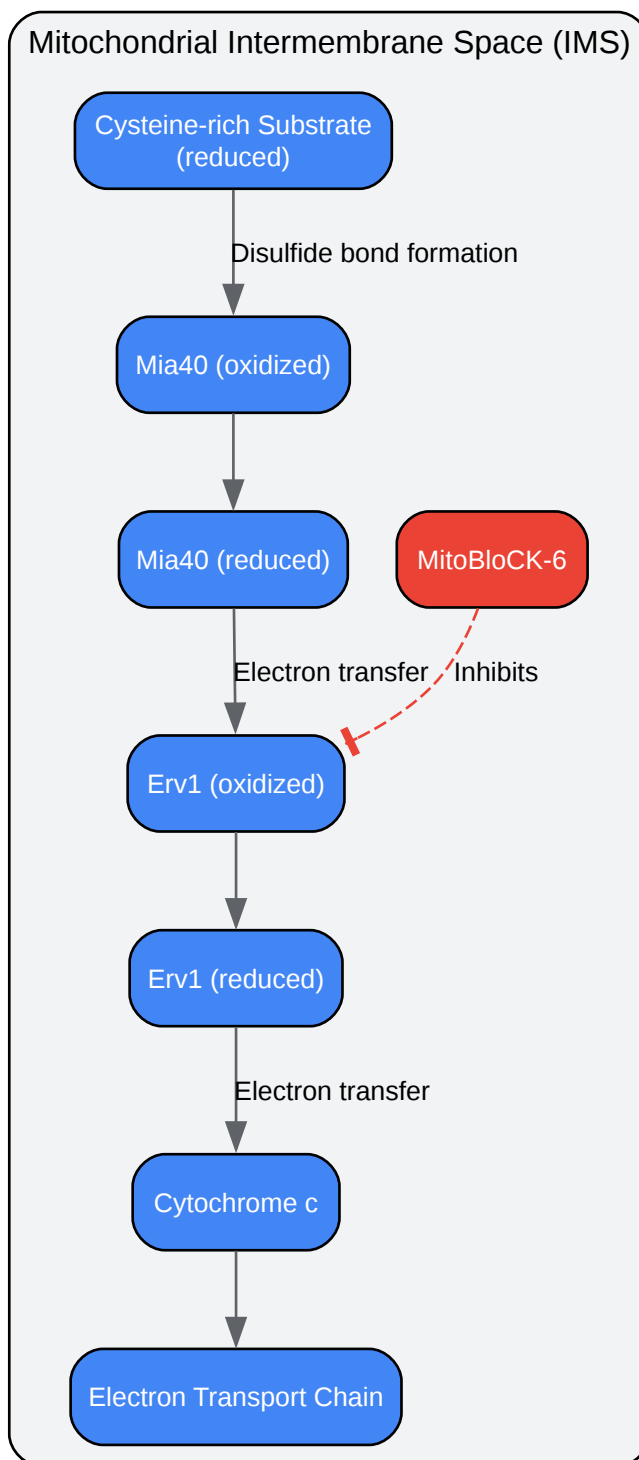 Mitochondrial Intermembrane Space (IMS)
Cysteine-rich Substrate
(reduced)
Disulfide bond formation
Mia40 (oxidized)
Mia40 (reduced)
MitoBloCK-6
Electron transfer
Inhibits
Erv1 (oxidized)
Erv1 (reduced)
Electron transfer
Cytochrome c
Electron Transport Chain